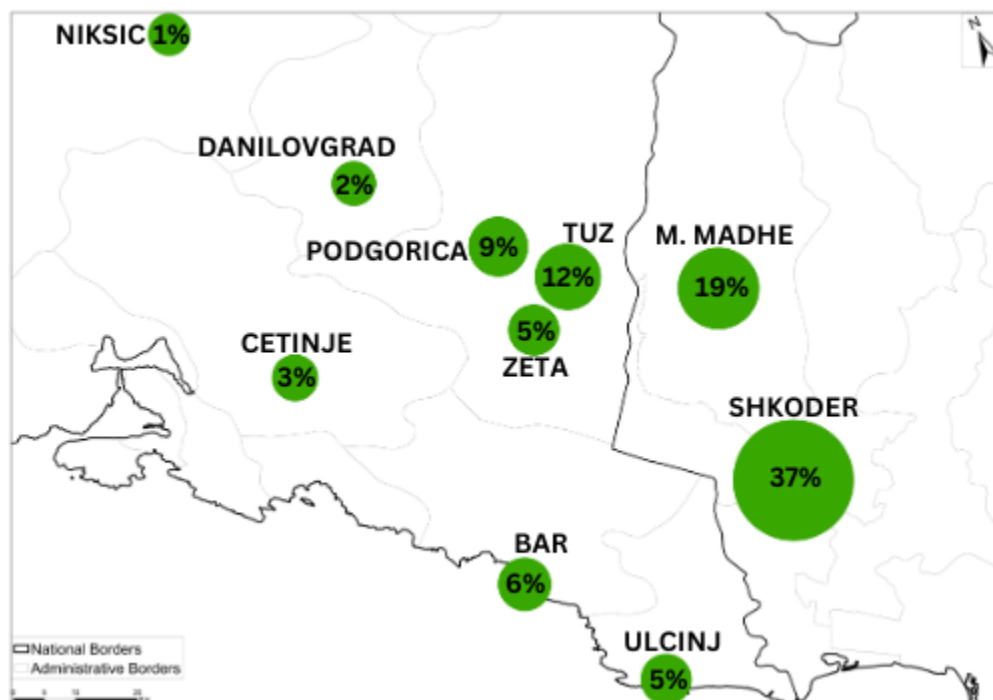 NIKSIC 1%
N
DANILOVGRAD
2%
PODGORICA 9%
TUZ
12%
M. MADHE
19%
5%
ZETA
CETINJE
3%
SHKODER
37%
BAR
6%
ULCINJ
5%
National Borders
Administrative Borders